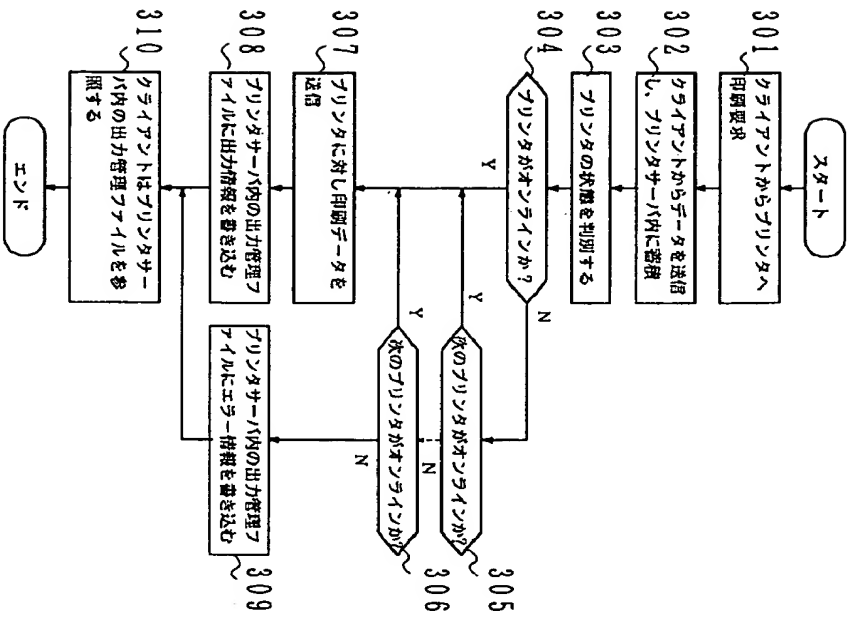 スタート
301
クライアントからプリンタへ
印刷要求
302
クライアントからデータを送信
し、プリンタサーバ内に蓄積
303
プリンタの状態を判別する
304
プリンタがオンラインか?
Y
N
305
次のプリンタがオンラインか?
Y
N
306
次のプリンタがオンラインか?
Y
N
307
プリンタに対し印刷データを
送信
308
プリンタサーバ内の出力管理フ
ァイルに出力情報を書き込む
309
プリンタサーバ内の出力管理フ
ァイルにエラー情報を書き込む
310
クライアントはプリンタサー
バ内の出力管理ファイルを参
照する
エンド